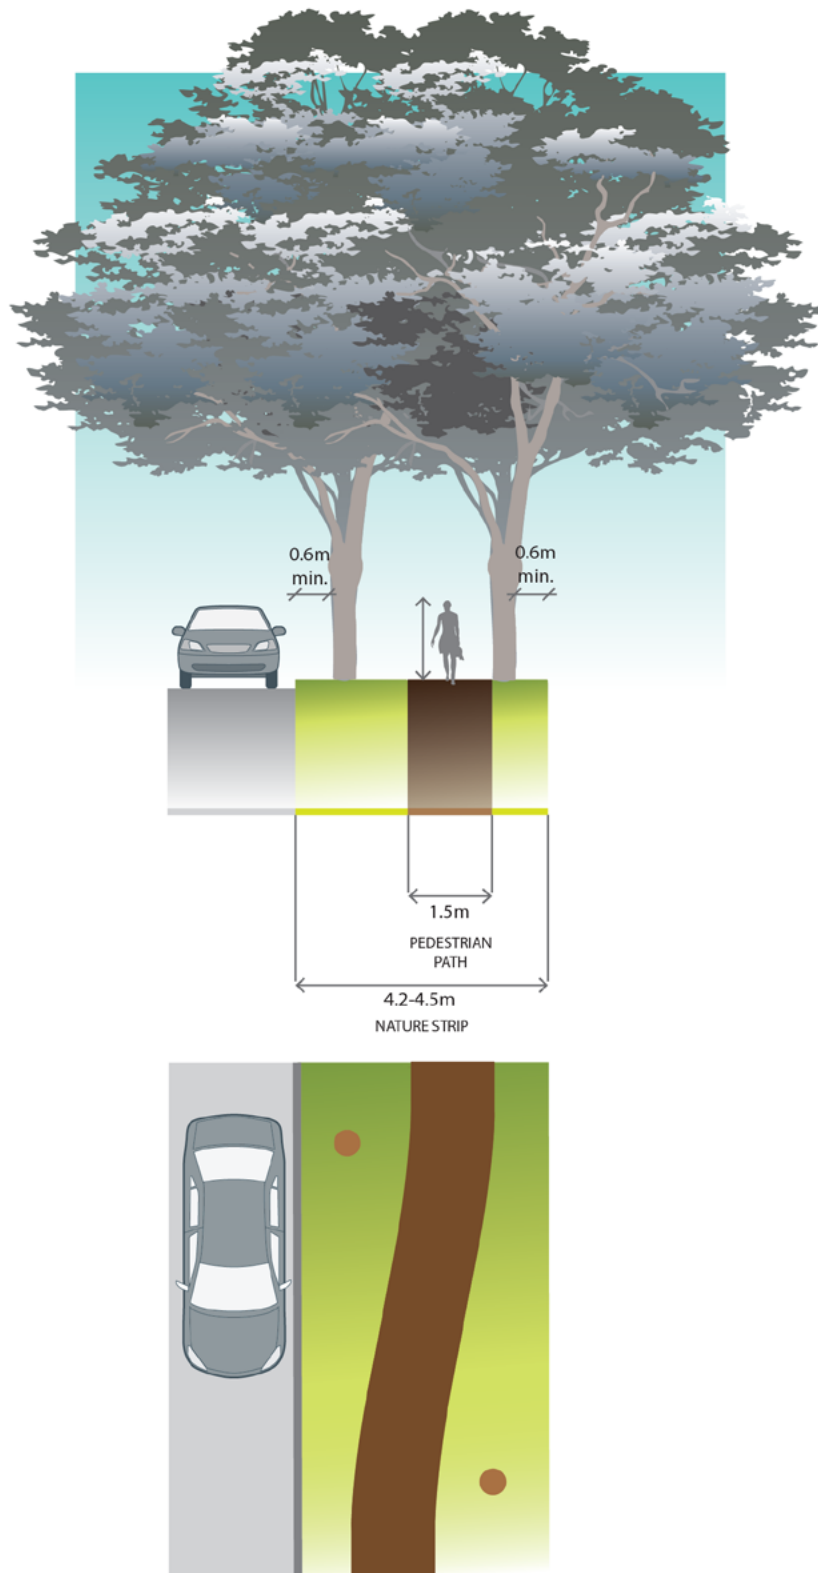 0.6m
min.
0.6m
min.
1.5m
PEDESTRIAN
PATH
4.2-4.5m
NATURE STRIP